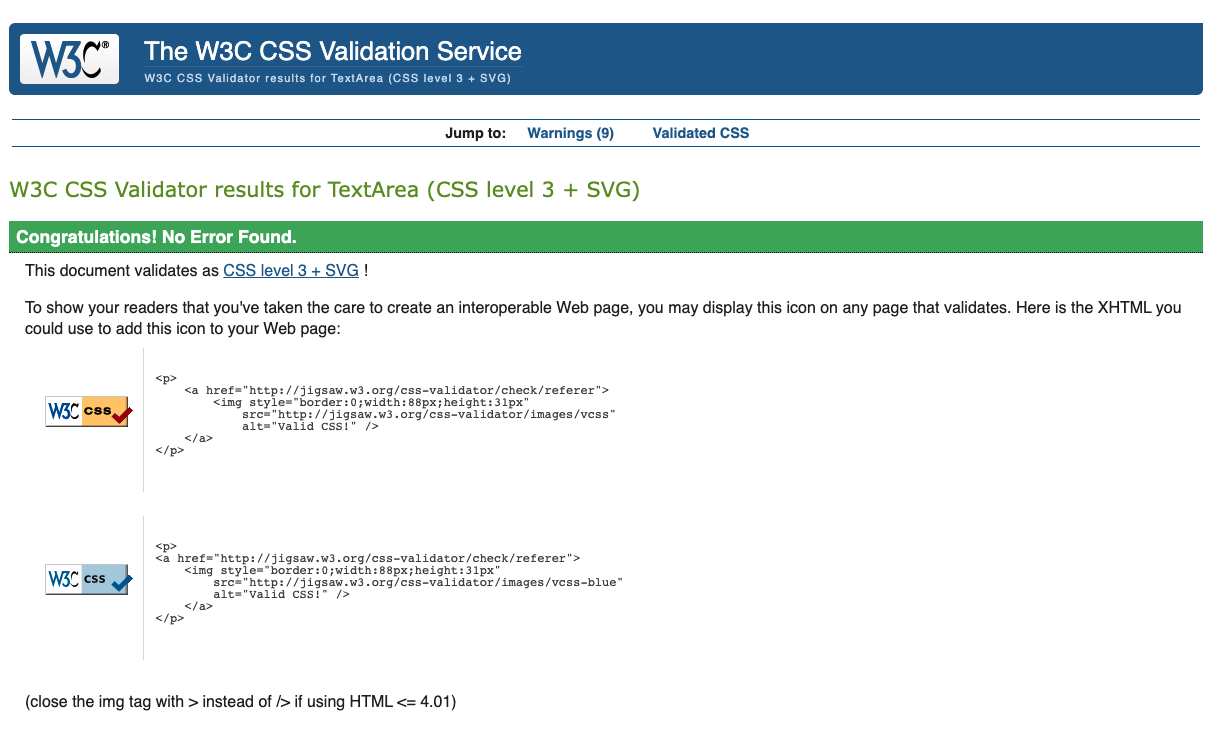 W3C®
The W3C CSS Validation Service
W3C CSS Validator results for TextArea (CSS level 3 + SVG)
Jump to: Warnings (9) Validated CSS
W3C CSS Validator results for TextArea (CSS level 3 + SVG)
Congratulations! No Error Found.
This document validates as CSS level 3 + SVG !
To show your readers that you've taken the care to create an interoperable Web page, you may display this icon on any page that validates. Here is the XHTML you
could use to add this icon to your Web page:
W3C css
<p>
    <a href="http://jigsaw.w3.org/css-validator/check/referer">
        <img style="border:0;width:88px;height:31px"
            src="http://jigsaw.w3.org/css-validator/images/vcss"
            alt="Valid CSS!" />
    </a>
</p>
W3C css
<p>
<a href="http://jigsaw.w3.org/css-validator/check/referer">
    <img style="border:0;width:88px;height:31px"
        src="http://jigsaw.w3.org/css-validator/images/vcss-blue"
        alt="Valid CSS!" />
    </a>
</p>
(close the img tag with > instead of /> if using HTML <= 4.01)